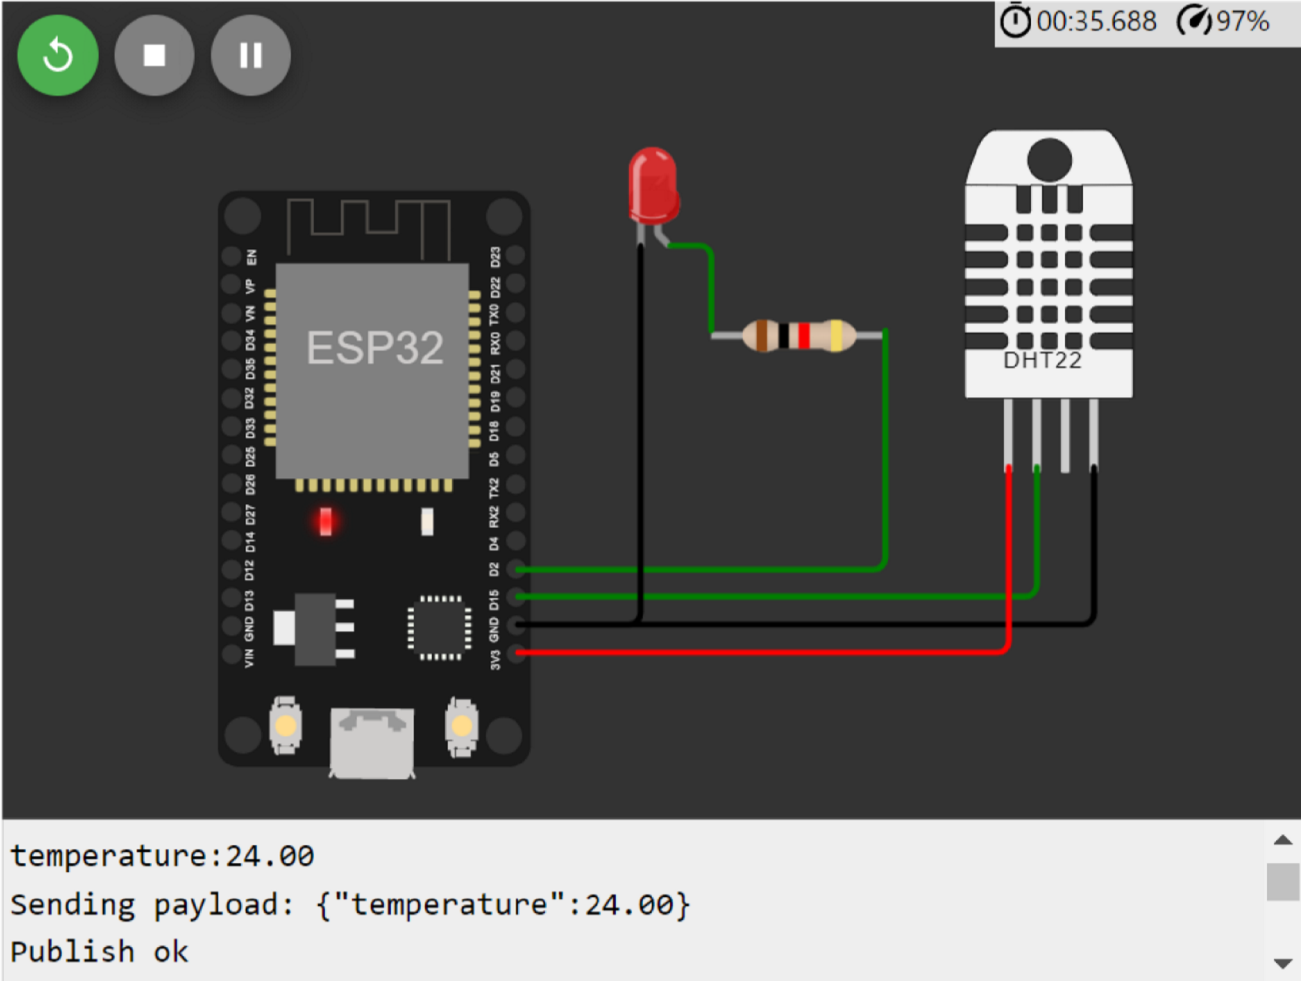 00:35.688 97%
ESP32
EN
VP
VN
D34
D35
D32
D33
D25
D26
D27
D14
D12
D13
GND
VIN
D23
D22
TX0
RX0
D21
D19
D18
D5
TX2
RX2
D4
D2
D15
GND
3V3
DHT22
temperature:24.00
Sending payload: {"temperature":24.00}
Publish ok